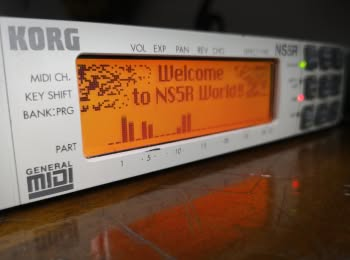 KORG
VOL EXP PAN REV CHO
NS5R
MIDI CH.
KEY SHIFT
BANK:PRG
PART
Welcome
to NS5R World!!
1 · 5 · · 10
GENERAL
MIDI